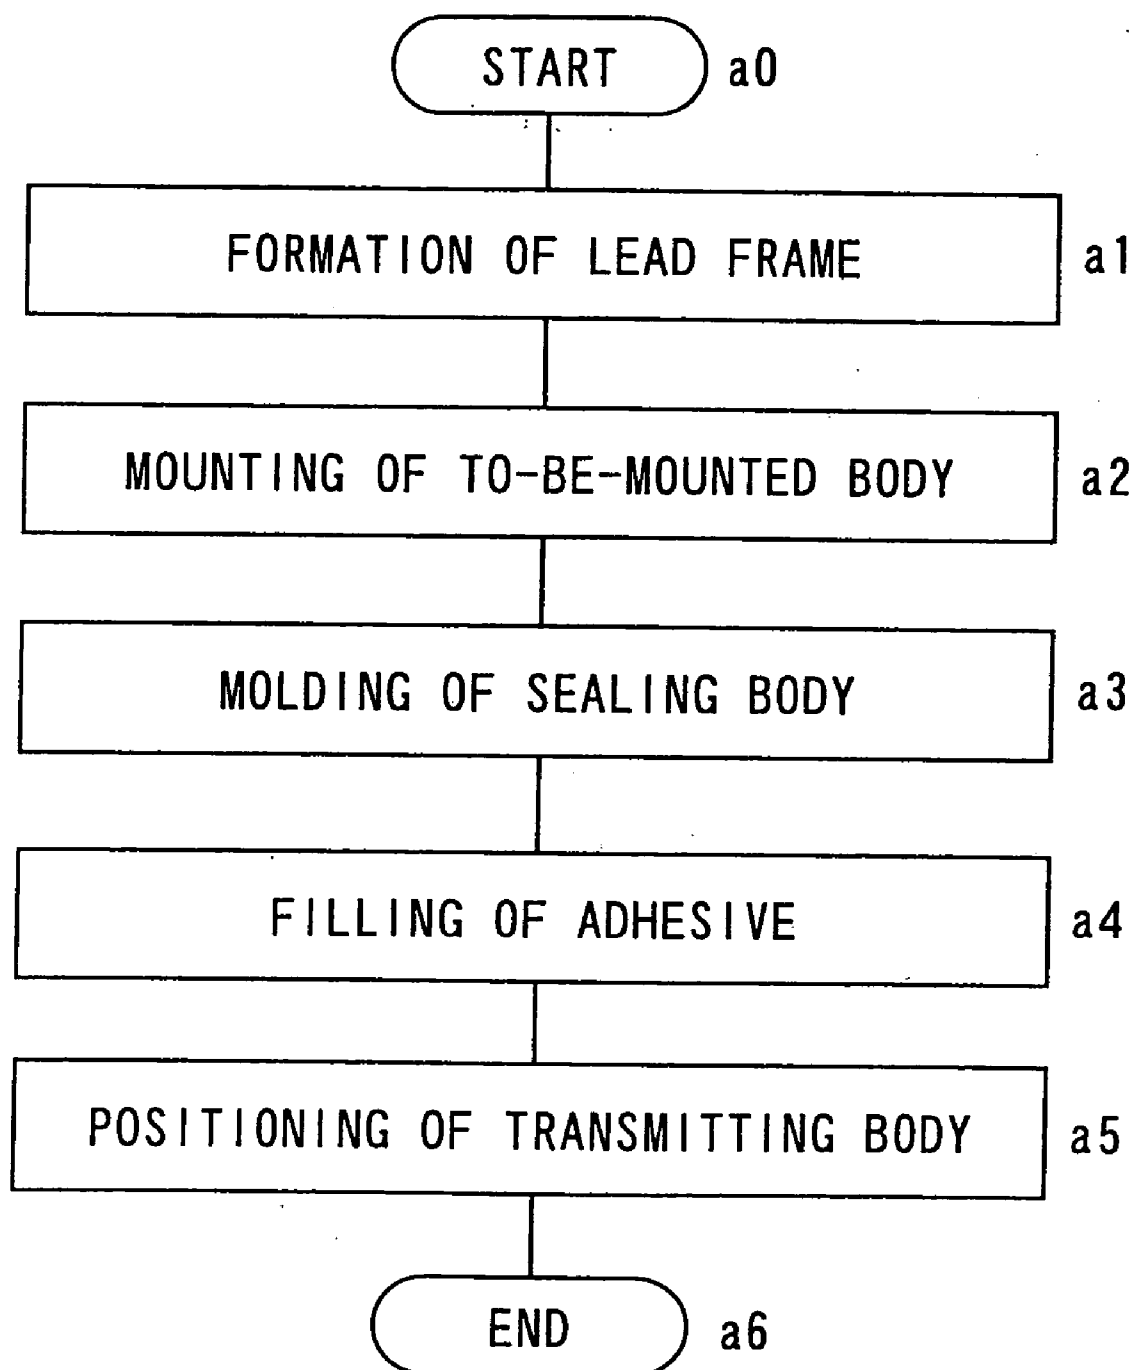 START a0
FORMATION OF LEAD FRAME a1
MOUNTING OF TO-BE-MOUNTED BODY a2
MOLDING OF SEALING BODY a3
FILLING OF ADHESIVE a4
POSITIONING OF TRANSMITTING BODY a5
END a6